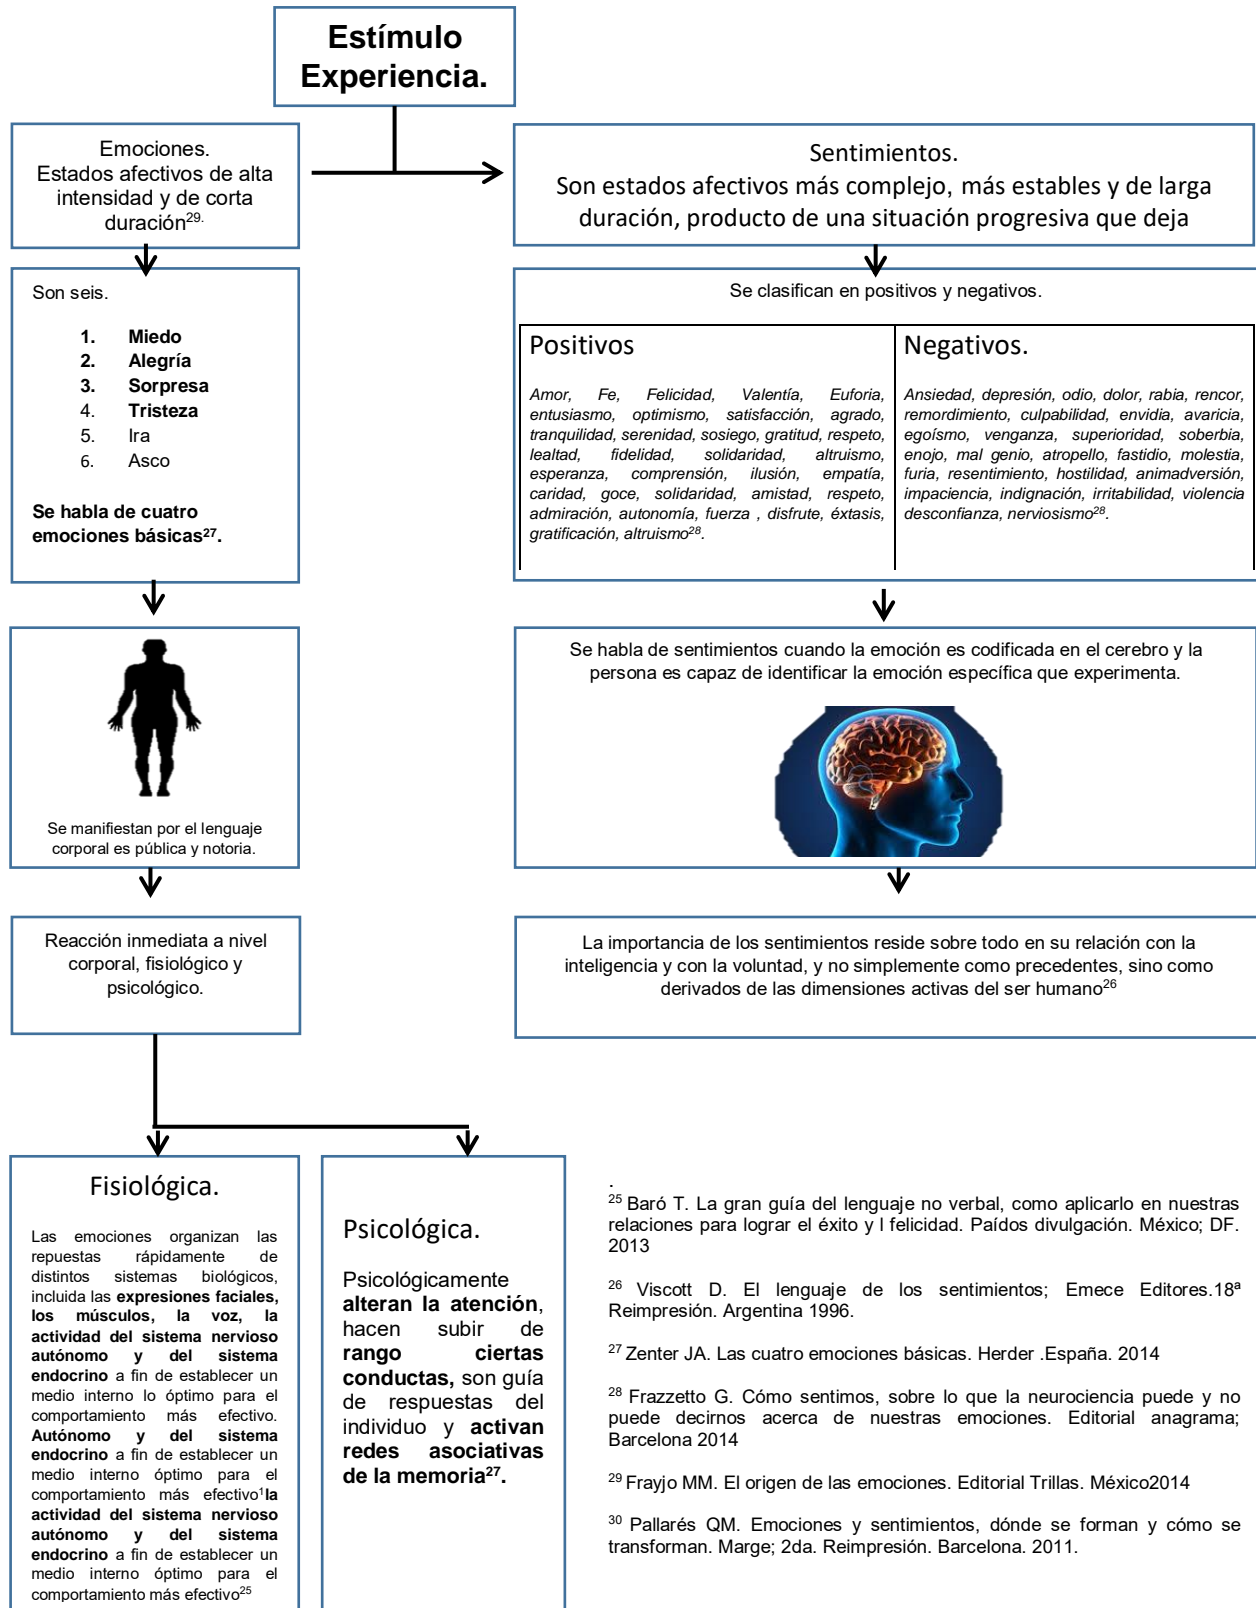 Estímulo
Experiencia.
Emociones.
Estados afectivos de alta
intensidad y de corta
duración29.
Sentimientos.
Son estados afectivos más complejo, más estables y de larga
duración, producto de una situación progresiva que deja
Son seis.
1. Miedo
2. Alegría
3. Sorpresa
4. Tristeza
5. Ira
6. Asco
Se habla de cuatro
emociones básicas27.
Se clasifican en positivos y negativos.
Positivos
Amor, Fe, Felicidad, Valentía, Euforia,
entusiasmo, optimismo, satisfacción, agrado,
tranquilidad, serenidad, sosiego, gratitud, respeto,
lealtad, fidelidad, solidaridad, altruismo,
esperanza, comprensión, ilusión, empatía,
caridad, goce, solidaridad, amistad, respeto,
admiración, autonomía, fuerza , disfrute, éxtasis,
gratificación, altruismo28.
Negativos.
Ansiedad, depresión, odio, dolor, rabia, rencor,
remordimiento, culpabilidad, envidia, avaricia,
egoísmo, venganza, superioridad, soberbia,
enojo, mal genio, atropello, fastidio, molestia,
furia, resentimiento, hostilidad, animadversión,
impaciencia, indignación, irritabilidad, violencia
desconfianza, nerviosismo28.
Se manifiestan por el lenguaje
corporal es pública y notoria.
Se habla de sentimientos cuando la emoción es codificada en el cerebro y la
persona es capaz de identificar la emoción específica que experimenta.
Reacción inmediata a nivel
corporal, fisiológico y
psicológico.
La importancia de los sentimientos reside sobre todo en su relación con la
inteligencia y con la voluntad, y no simplemente como precedentes, sino como
derivados de las dimensiones activas del ser humano26
Fisiológica.
Las emociones organizan las
repuestas rápidamente de
distintos sistemas biológicos,
incluida las expresiones faciales,
los músculos, la voz, la
actividad del sistema nervioso
autónomo y del sistema
endocrino a fin de establecer un
medio interno lo óptimo para el
comportamiento más efectivo.
Autónomo y del sistema
endocrino a fin de establecer un
medio interno óptimo para el
comportamiento más efectivo1la
actividad del sistema nervioso
autónomo y del sistema
endocrino a fin de establecer un
medio interno óptimo para el
comportamiento más efectivo25
Psicológica.
Psicológicamente
alteran la atención,
hacen subir de
rango ciertas
conductas, son guía
de respuestas del
individuo y activan
redes asociativas
de la memoria27.
.
25 Baró T. La gran guía del lenguaje no verbal, como aplicarlo en nuestras
relaciones para lograr el éxito y l felicidad. Paídos divulgación. México; DF.
2013
26 Viscott D. El lenguaje de los sentimientos; Emece Editores.18ª
Reimpresión. Argentina 1996.
27 Zenter JA. Las cuatro emociones básicas. Herder .España. 2014
28 Frazzetto G. Cómo sentimos, sobre lo que la neurociencia puede y no
puede decirnos acerca de nuestras emociones. Editorial anagrama;
Barcelona 2014
29 Frayjo MM. El origen de las emociones. Editorial Trillas. México2014
30 Pallarés QM. Emociones y sentimientos, dónde se forman y cómo se
transforman. Marge; 2da. Reimpresión. Barcelona. 2011.